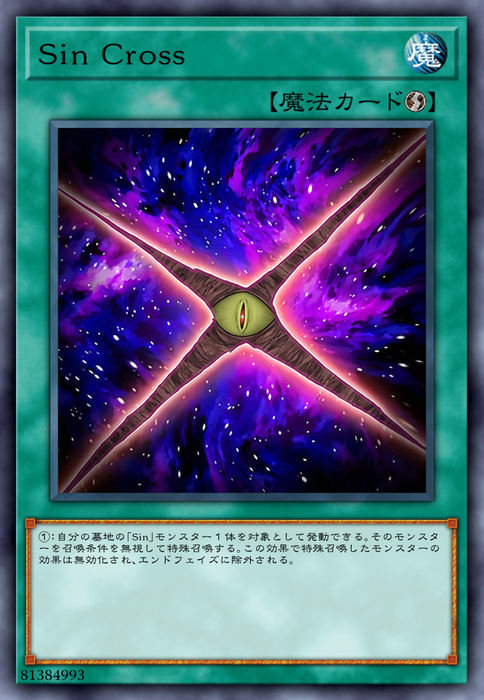 Sin Cross
魔
【魔法カード】
①:自分の墓地の「Sin」モンスター１体を対象として発動できる。そのモンスタ
ーを召喚条件を無視して特殊召喚する。この効果で特殊召喚したモンスターの
効果は無効化され、エンドフェイズに除外される。
81384993